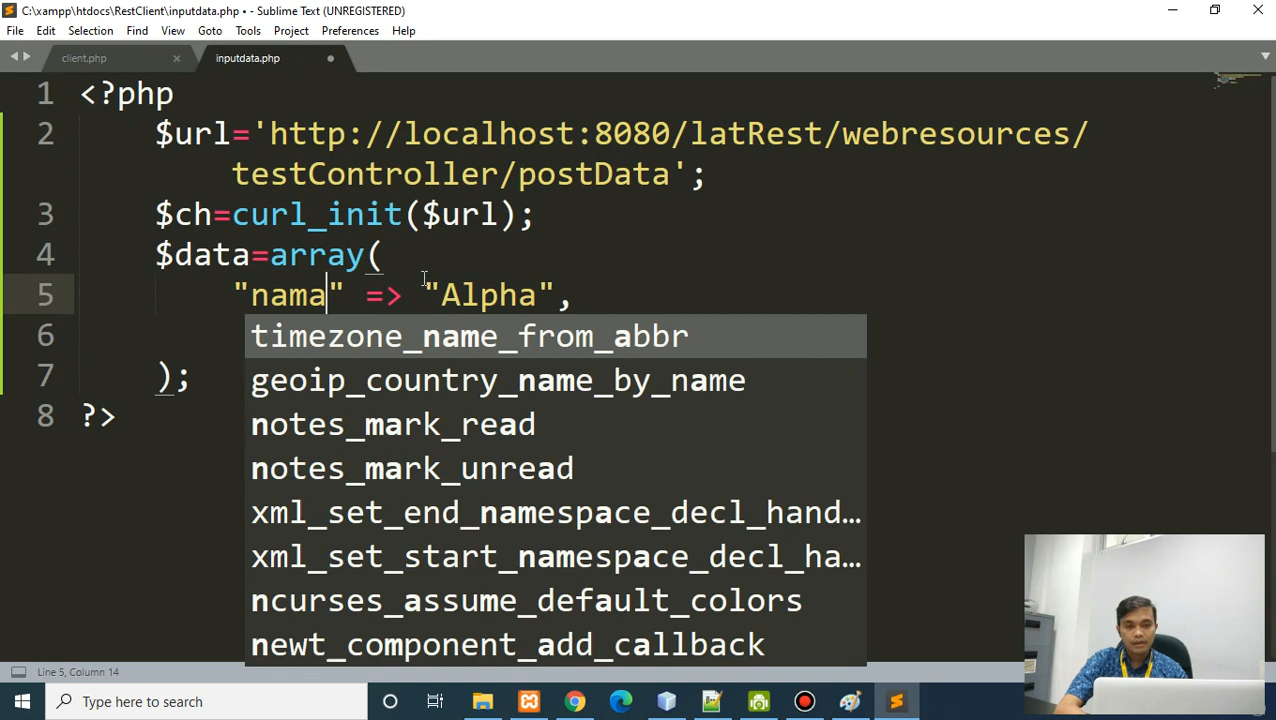 C:\xampp\htdocs\RestClient\inputdata.php • - Sublime Text (UNREGISTERED)
File Edit Selection Find View Goto Tools Project Preferences Help
client.php inputdata.php
1 <?php
2 $url='http://localhost:8080/latRest/webresources/
testController/postData';
3 $ch=curl_init($url);
4 $data=array(
5 "nama" => "Alpha",
6 timezone_name_from_abbr
geoip_country_name_by_name
7 );
8 ?>
notes_mark_read
notes_mark_unread
xml_set_end_namespace_decl_hand…
xml_set_start_namespace_decl_ha…
ncurses_assume_default_colors
newt_component_add_callback
Line 5, Column 14
Type here to search